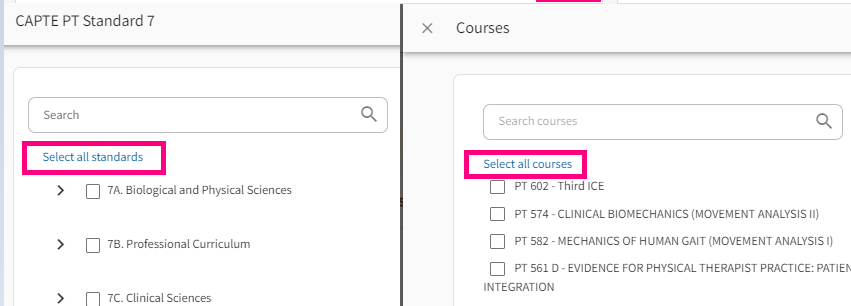 CAPTE PT Standard 7
Search
Select all standards
7A. Biological and Physical Sciences
7B. Professional Curriculum
7C. Clinical Sciences
Courses
Search courses
Select all courses
PT 602 - Third ICE
PT 574 - CLINICAL BIOMECHANICS (MOVEMENT ANALYSIS II)
PT 582 - MECHANICS OF HUMAN GAIT (MOVEMENT ANALYSIS I)
PT 561 D - EVIDENCE FOR PHYSICAL THERAPIST PRACTICE: PATIEN
INTEGRATION